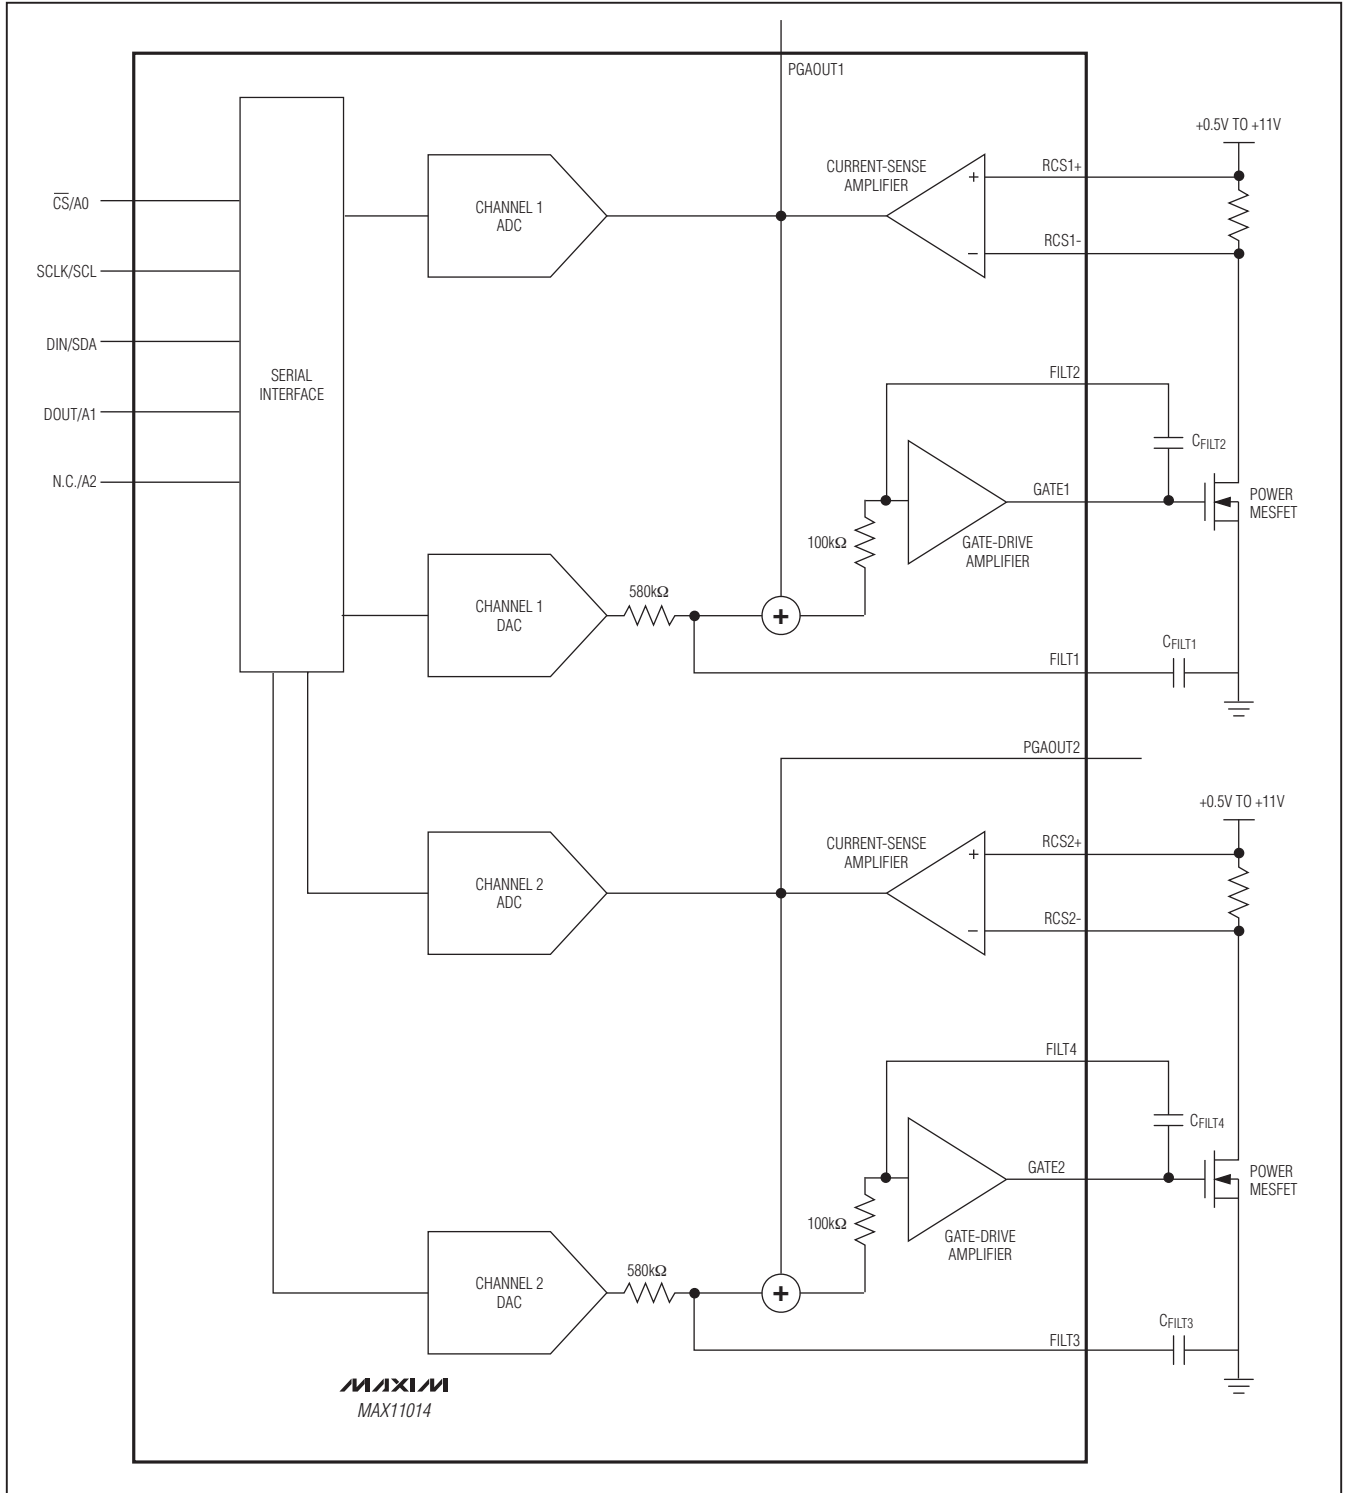 PGAOUT1
+0.5V TO +11V
CURRENT-SENSE
AMPLIFIER
+
−
RCS1+
RCS1-
CHANNEL 1
ADC
CS/A0
SCLK/SCL
DIN/SDA
DOUT/A1
N.C./A2
SERIAL
INTERFACE
FILT2
CFILT2
GATE1
POWER
MESFET
100kΩ
GATE-DRIVE
AMPLIFIER
CHANNEL 1
DAC
580kΩ
+
CFILT1
FILT1
PGAOUT2
+0.5V TO +11V
CURRENT-SENSE
AMPLIFIER
+
−
RCS2+
RCS2-
CHANNEL 2
ADC
FILT4
CFILT4
GATE2
POWER
MESFET
100kΩ
GATE-DRIVE
AMPLIFIER
CHANNEL 2
DAC
580kΩ
+
CFILT3
FILT3
MAXIM
MAX11014